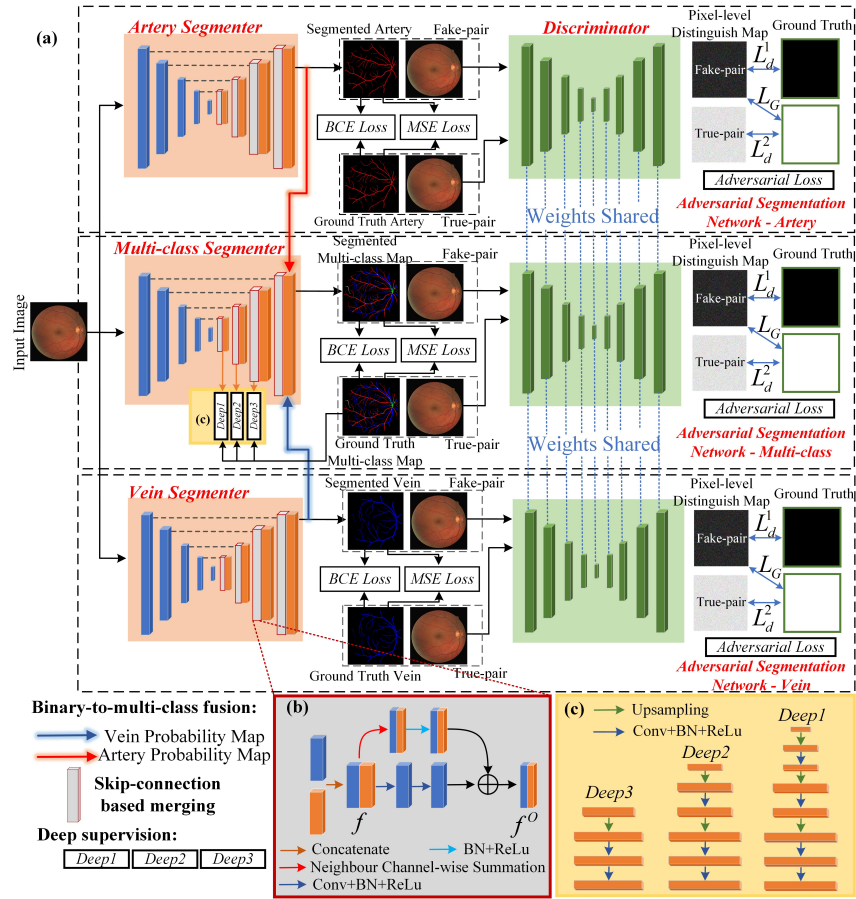 (a)
Artery Segmenter
Segmented Artery
Fake-pair
Discriminator
Pixel-level
Distinguish Map
Ground Truth
BCE Loss
MSE Loss
Fake-pair
True-pair
L_d^1
L_G
L_d^2
Adversarial Loss
Ground Truth Artery
True-pair
Weights Shared
Adversarial Segmentation
Network - Artery
Input Image
Multi-class Segmenter
Segmented
Multi-class Map
Fake-pair
Pixel-level
Distinguish Map
Ground Truth
BCE Loss
MSE Loss
Fake-pair
True-pair
L_d^1
L_G
L_d^2
Adversarial Loss
(c)
Deep1
Deep2
Deep3
Ground Truth
Multi-class Map
True-pair
Weights Shared
Adversarial Segmentation
Network - Multi-class
Vein Segmenter
Segmented Vein
Fake-pair
Pixel-level
Distinguish Map
Ground Truth
BCE Loss
MSE Loss
Fake-pair
True-pair
L_d^1
L_G
L_d^2
Adversarial Loss
Ground Truth Vein
True-pair
Adversarial Segmentation
Network - Vein
Binary-to-multi-class fusion:
Vein Probability Map
Artery Probability Map
Skip-connection
based merging
Deep supervision:
Deep1 Deep2 Deep3
(b)
f
f^O
Concatenate
BN+ReLu
Neighbour Channel-wise Summation
Conv+BN+ReLu
(c)
Upsampling
Conv+BN+ReLu
Deep1
Deep2
Deep3